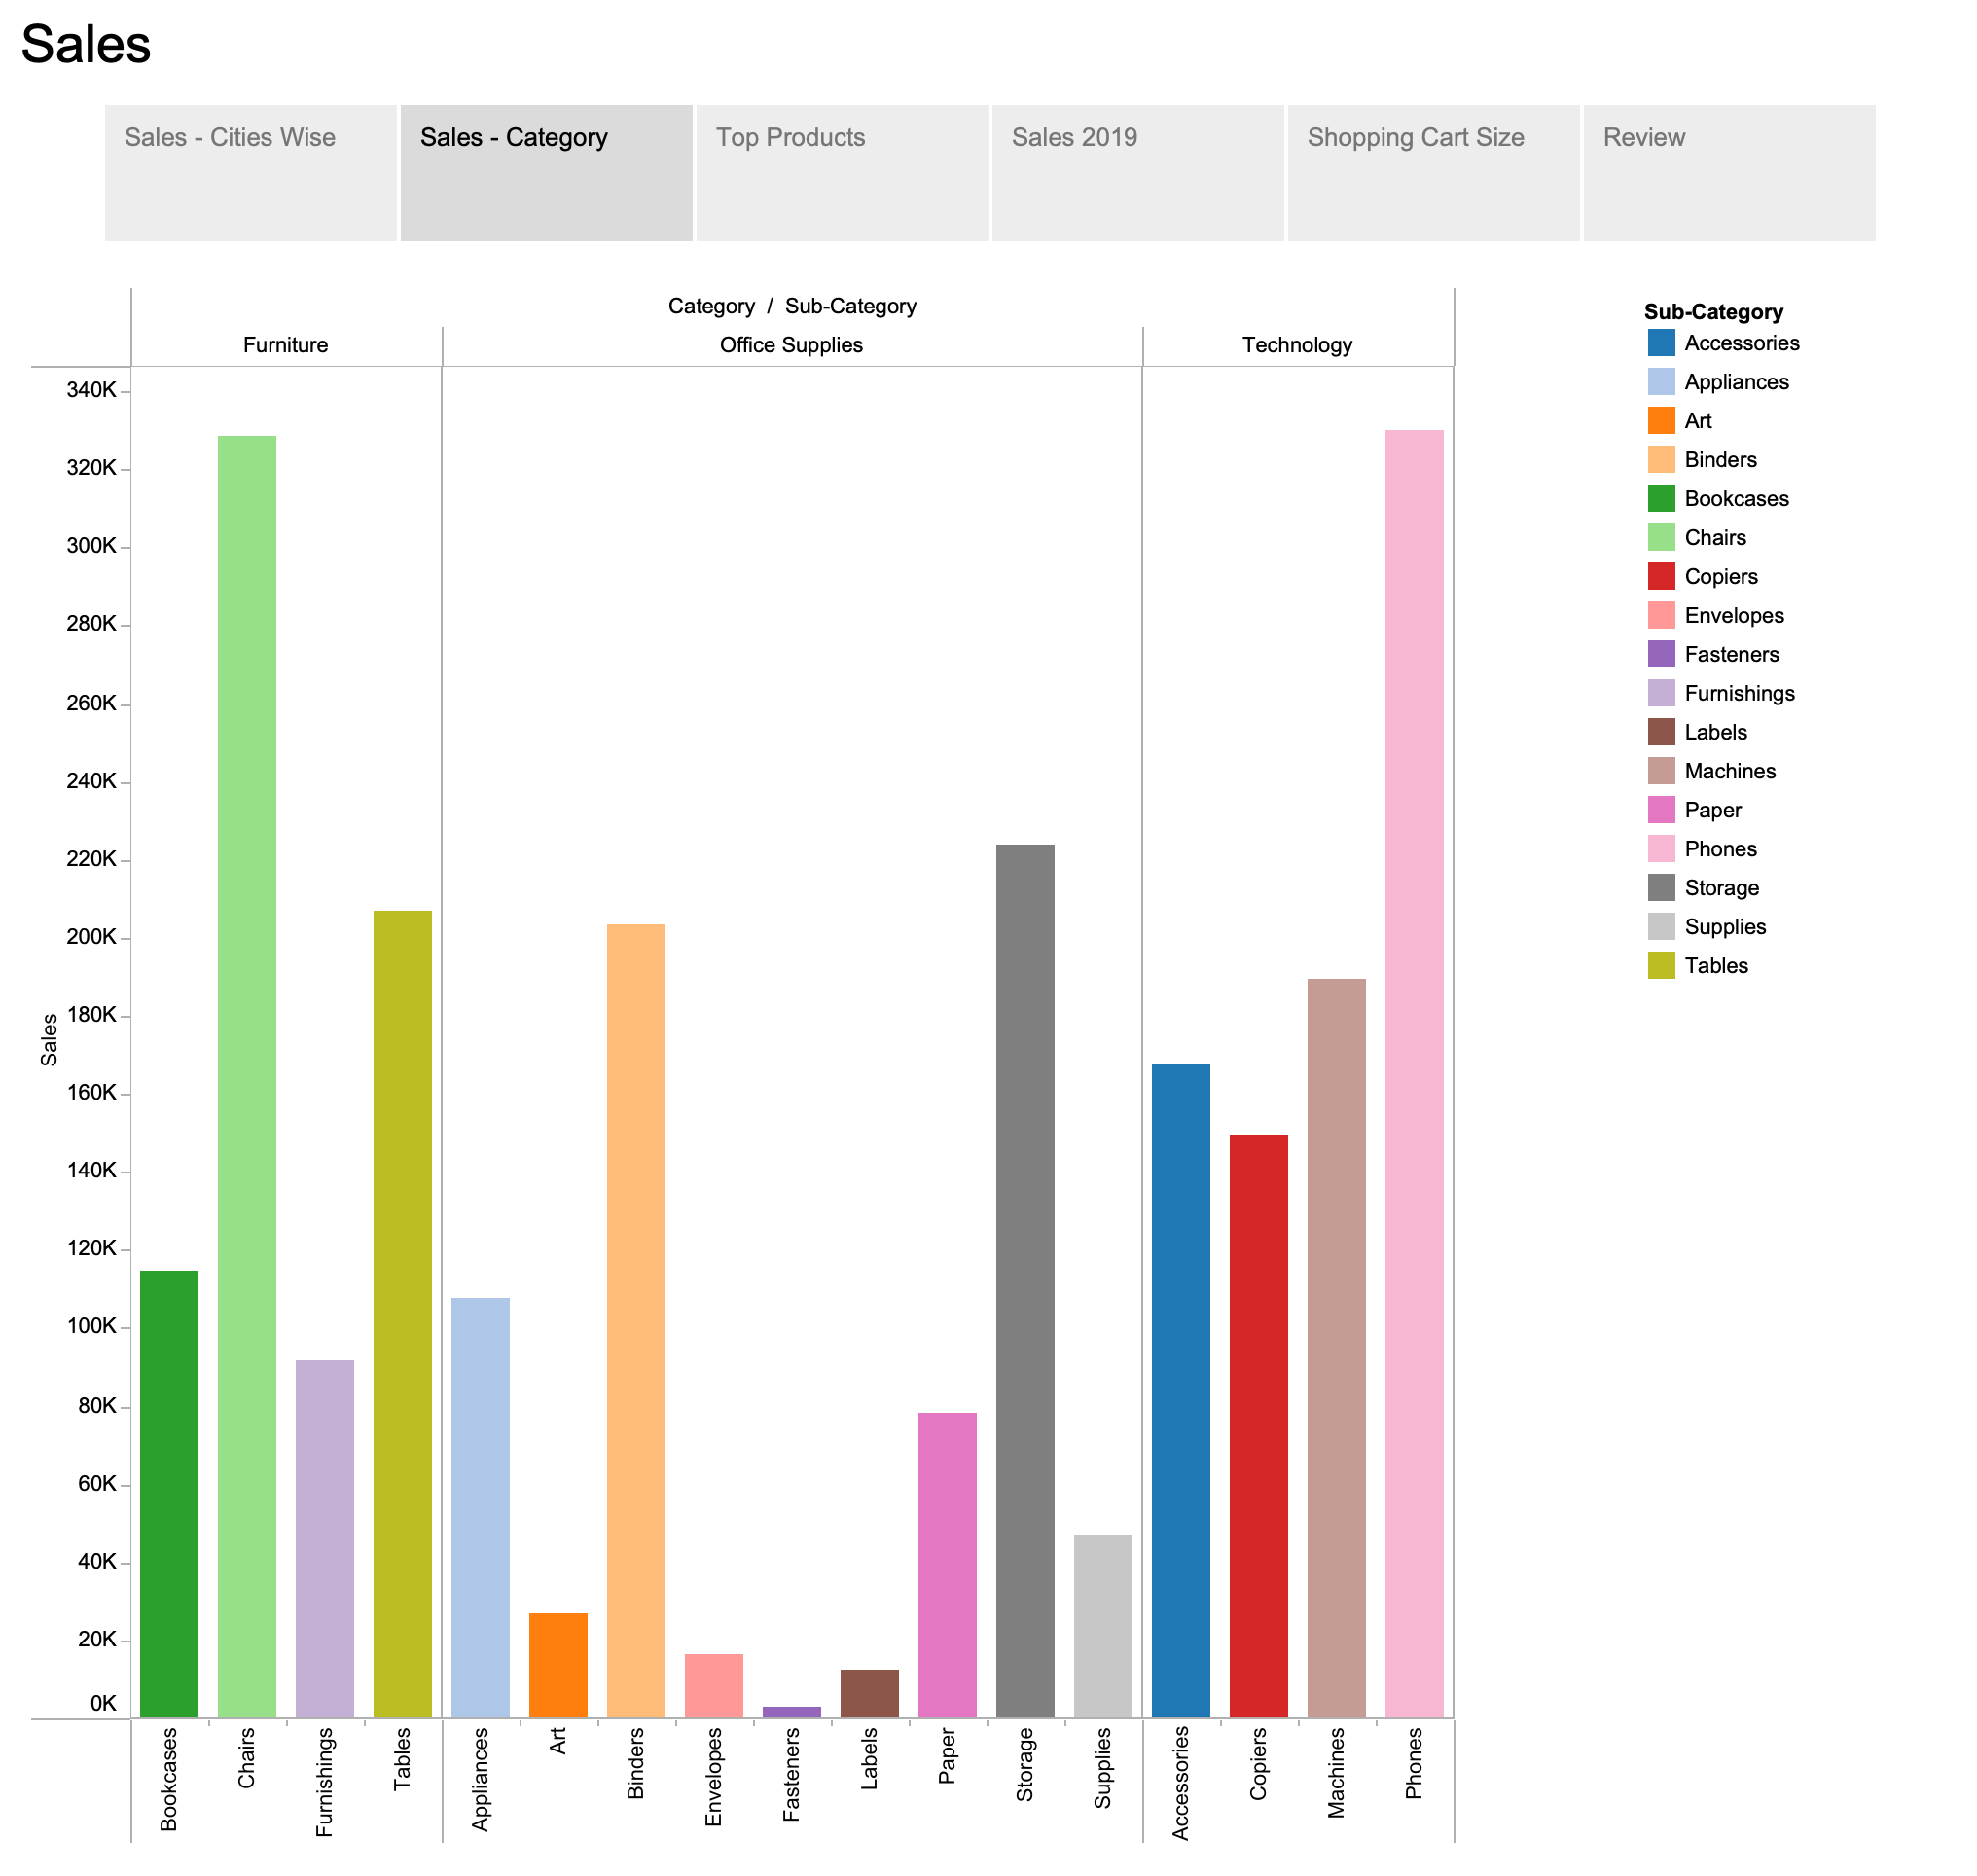 Sales
Sales - Cities Wise
Sales - Category
Top Products
Sales 2019
Shopping Cart Size
Review
Category / Sub-Category
Furniture
Office Supplies
Technology
340K
320K
300K
280K
260K
240K
220K
200K
180K
160K
140K
120K
100K
80K
60K
40K
20K
0K
Sales
Bookcases
Chairs
Furnishings
Tables
Appliances
Art
Binders
Envelopes
Fasteners
Labels
Paper
Storage
Supplies
Accessories
Copiers
Machines
Phones
Sub-Category
Accessories
Appliances
Art
Binders
Bookcases
Chairs
Copiers
Envelopes
Fasteners
Furnishings
Labels
Machines
Paper
Phones
Storage
Supplies
Tables